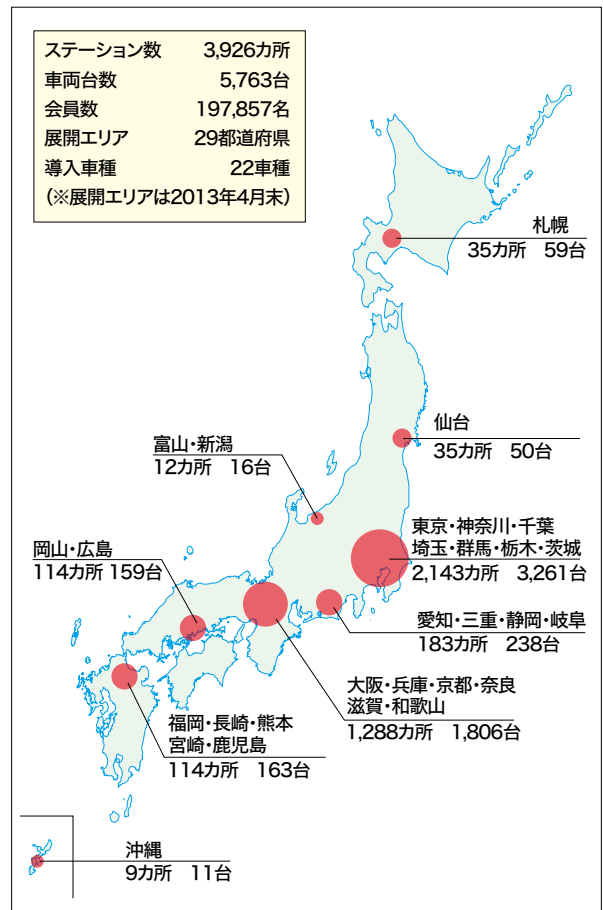 ステーション数 3,926カ所
車両台数 5,763台
会員数 197,857名
展開エリア 29都道府県
導入車種 22車種
(※展開エリアは2013年4月末)
札幌
35カ所 59台
仙台
35カ所 50台
富山・新潟
12カ所 16台
東京・神奈川・千葉
埼玉・群馬・栃木・茨城
2,143カ所 3,261台
岡山・広島
114カ所 159台
愛知・三重・静岡・岐阜
183カ所 238台
大阪・兵庫・京都・奈良
滋賀・和歌山
1,288カ所 1,806台
福岡・長崎・熊本
宮崎・鹿児島
114カ所 163台
沖縄
9カ所 11台